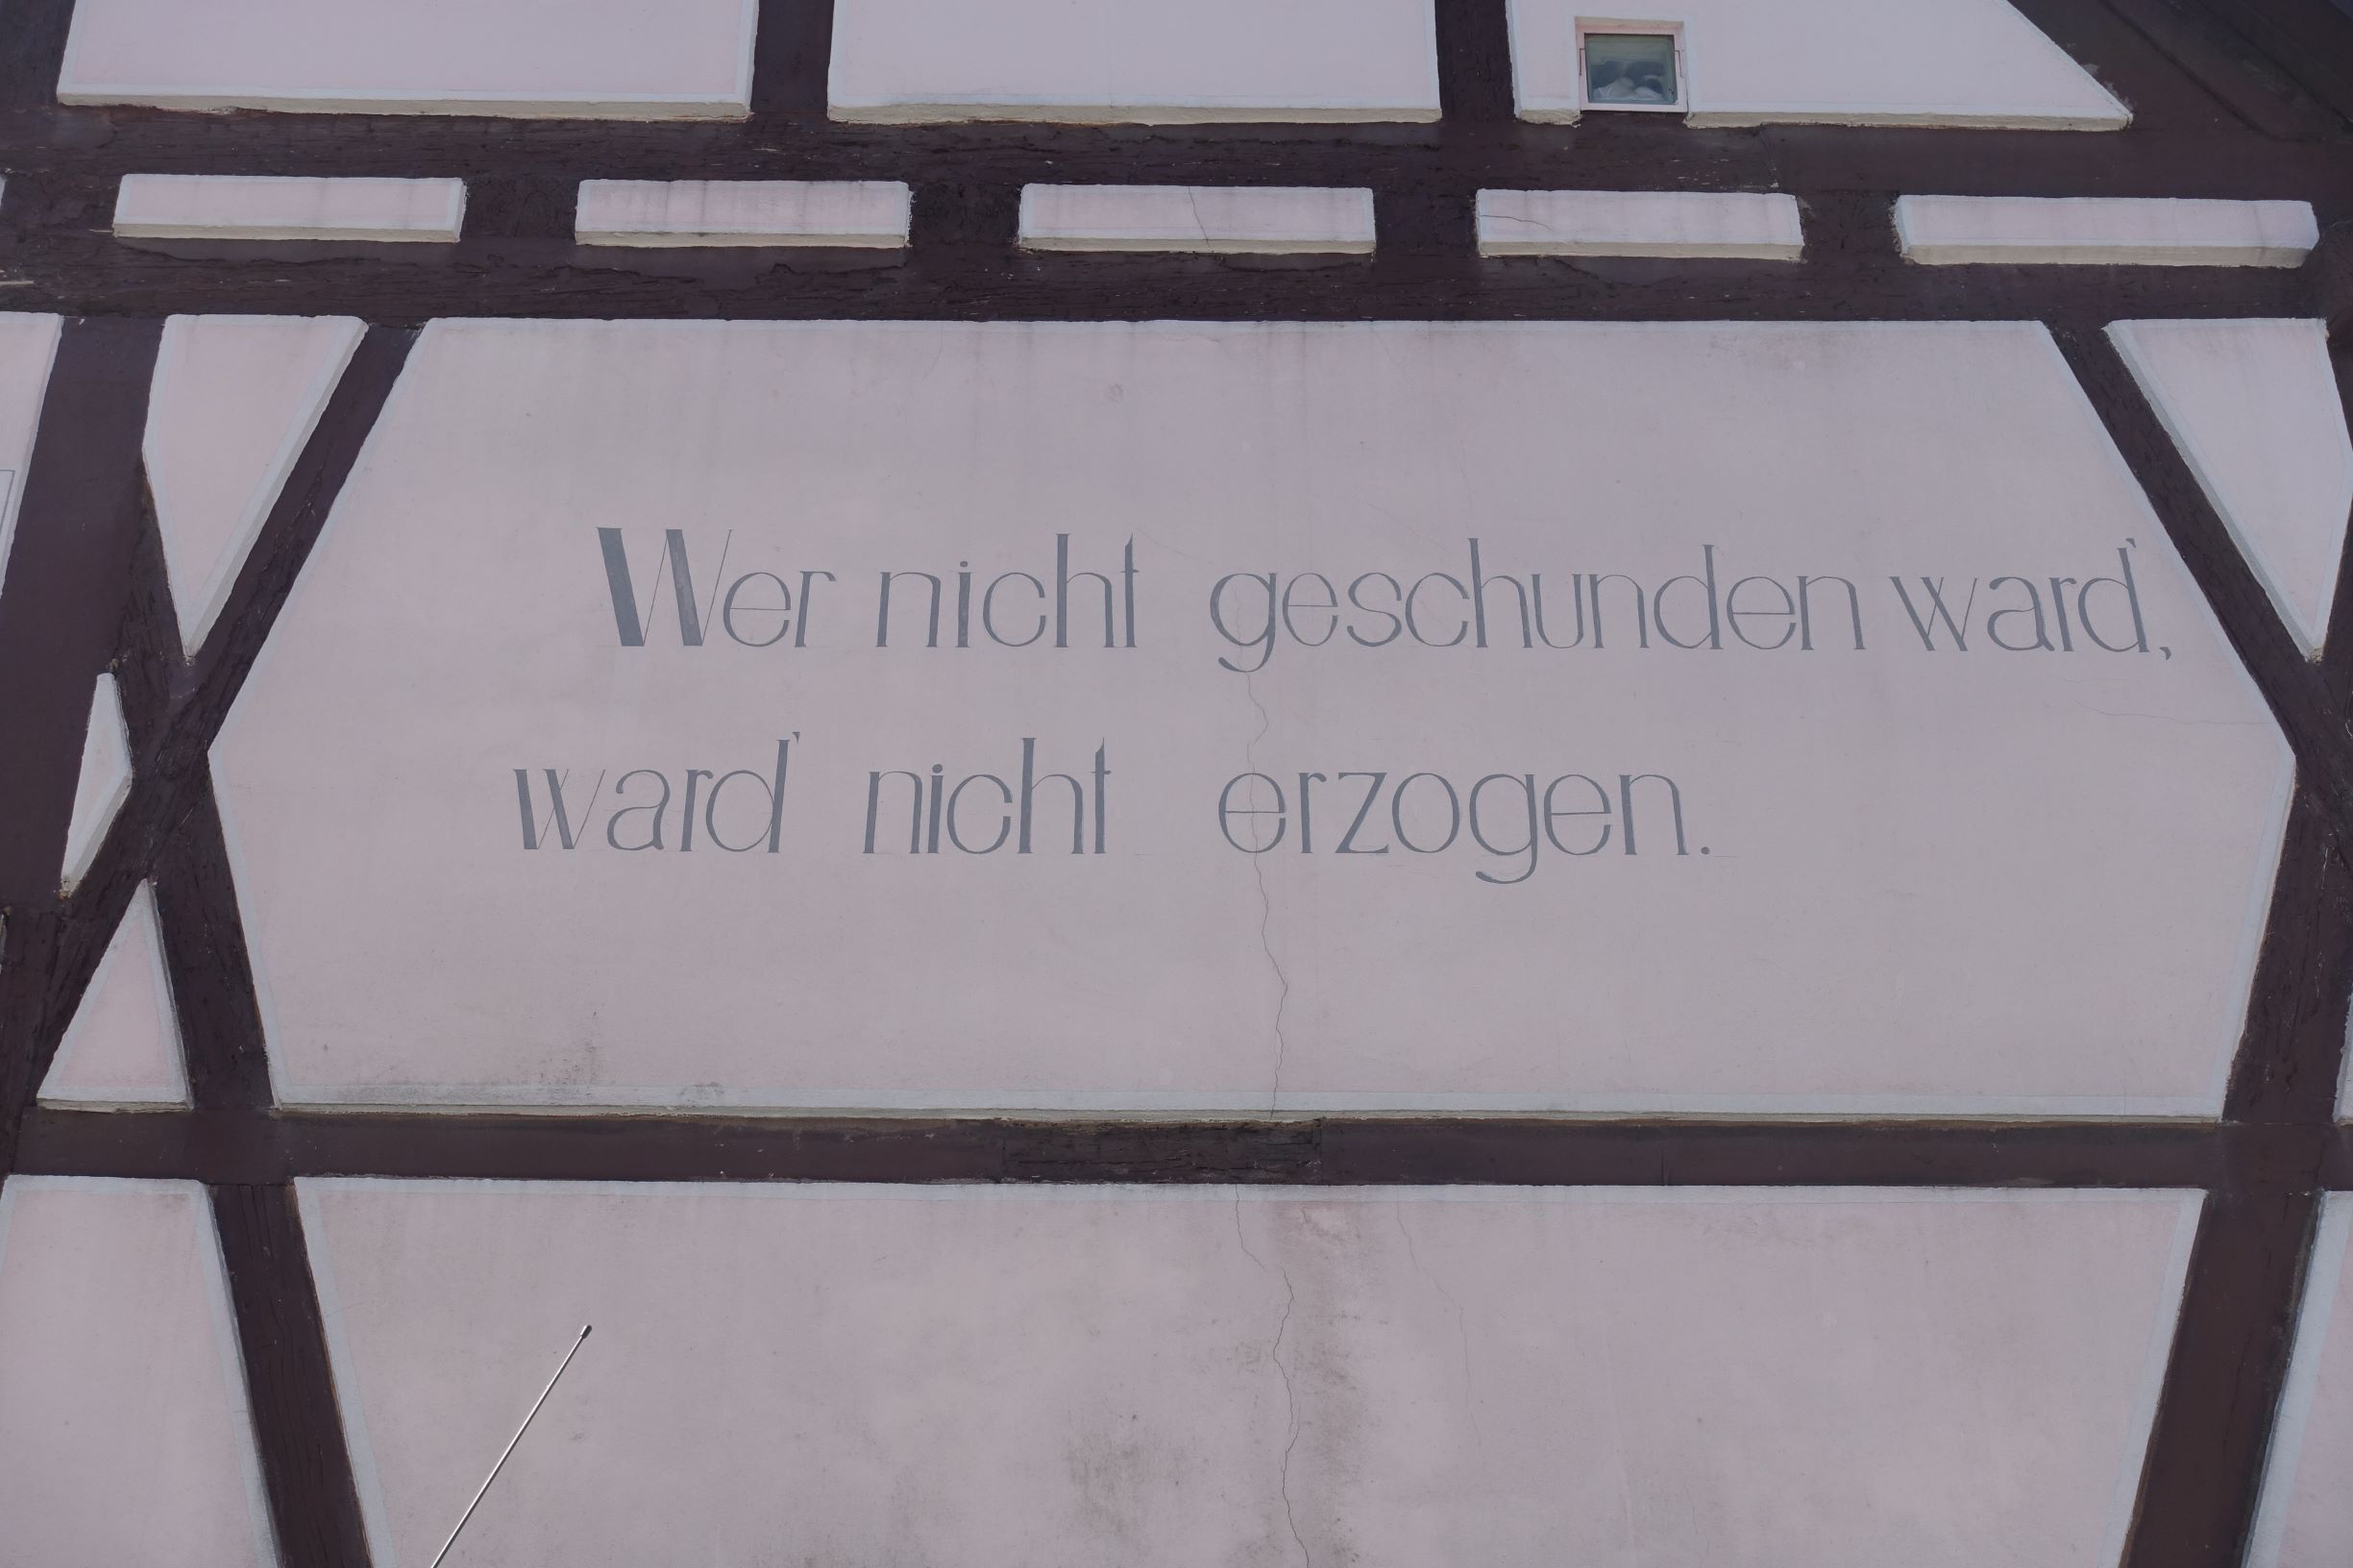 Wer nicht geschunden ward',
ward' nicht erzogen.